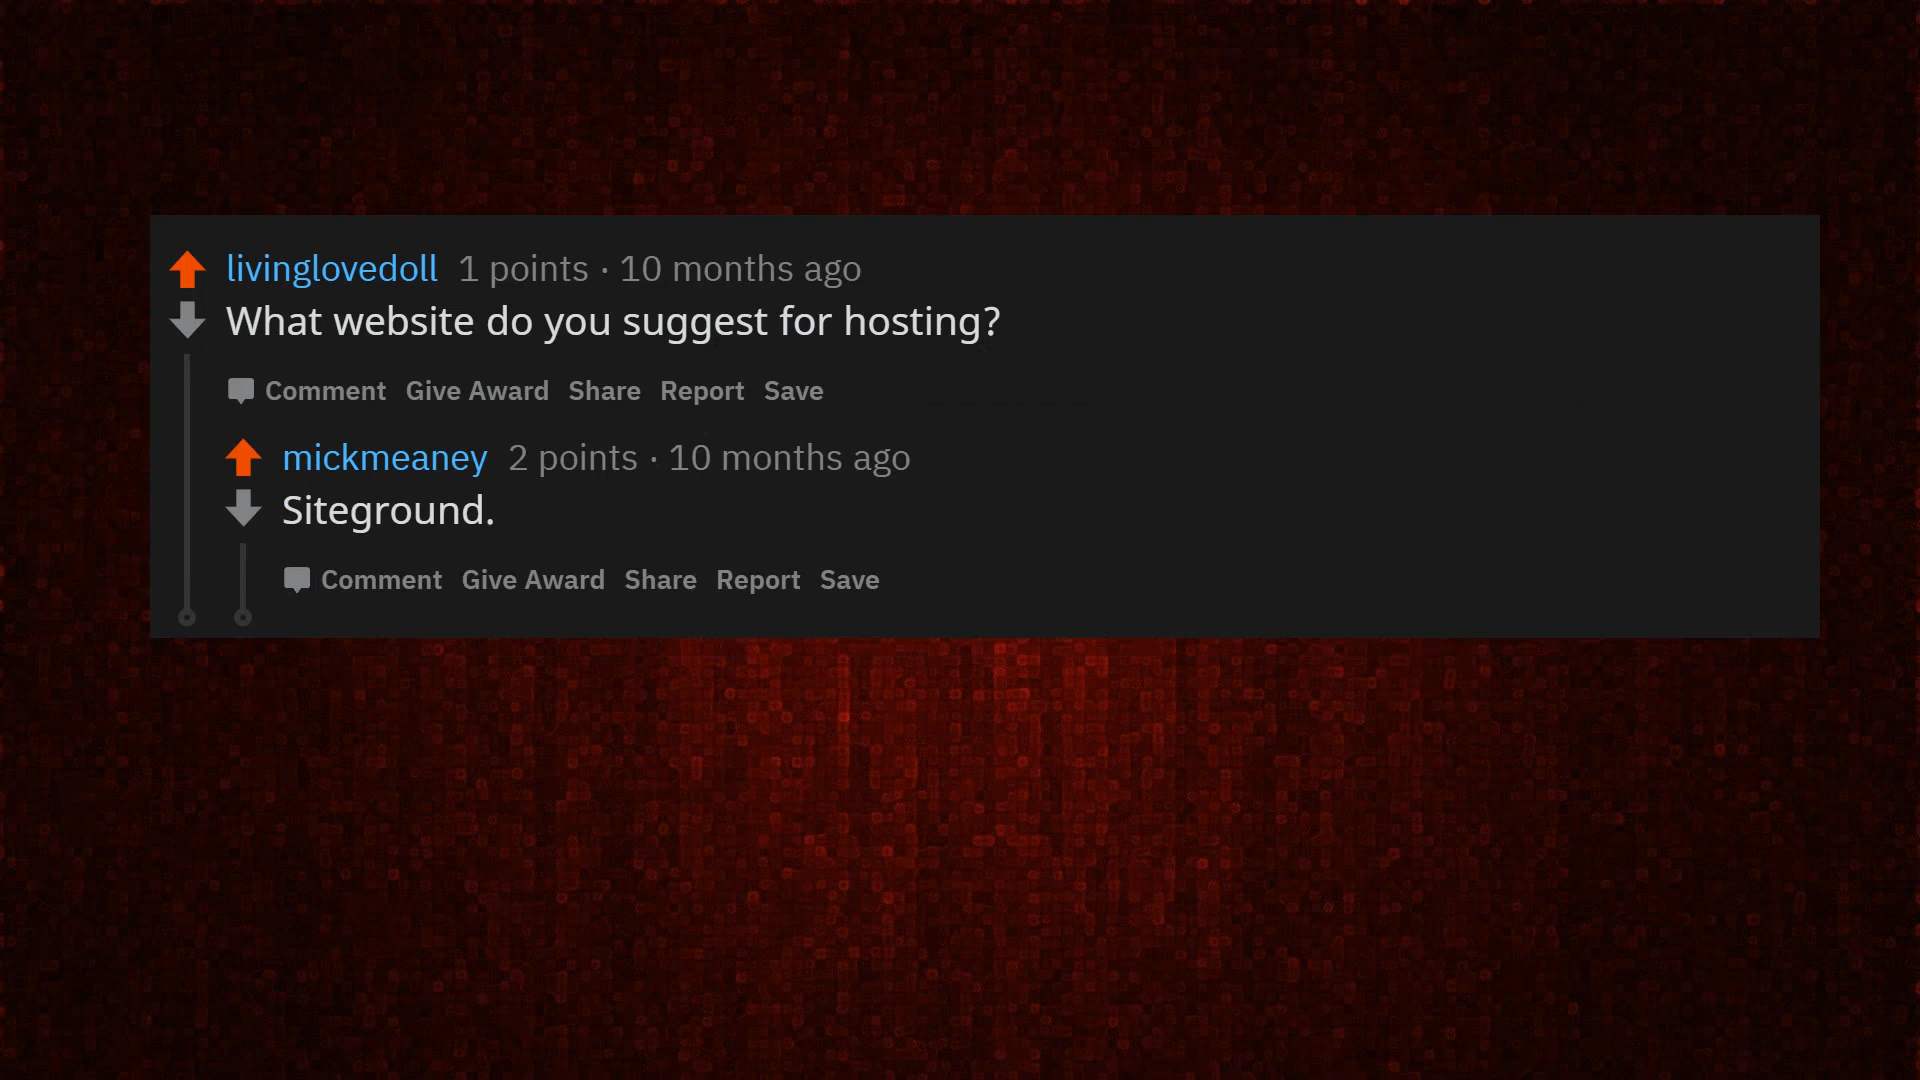 livinglovedoll 1 points · 10 months ago
What website do you suggest for hosting?
Comment Give Award Share Report Save
mickmeaney 2 points · 10 months ago
Siteground.
Comment Give Award Share Report Save